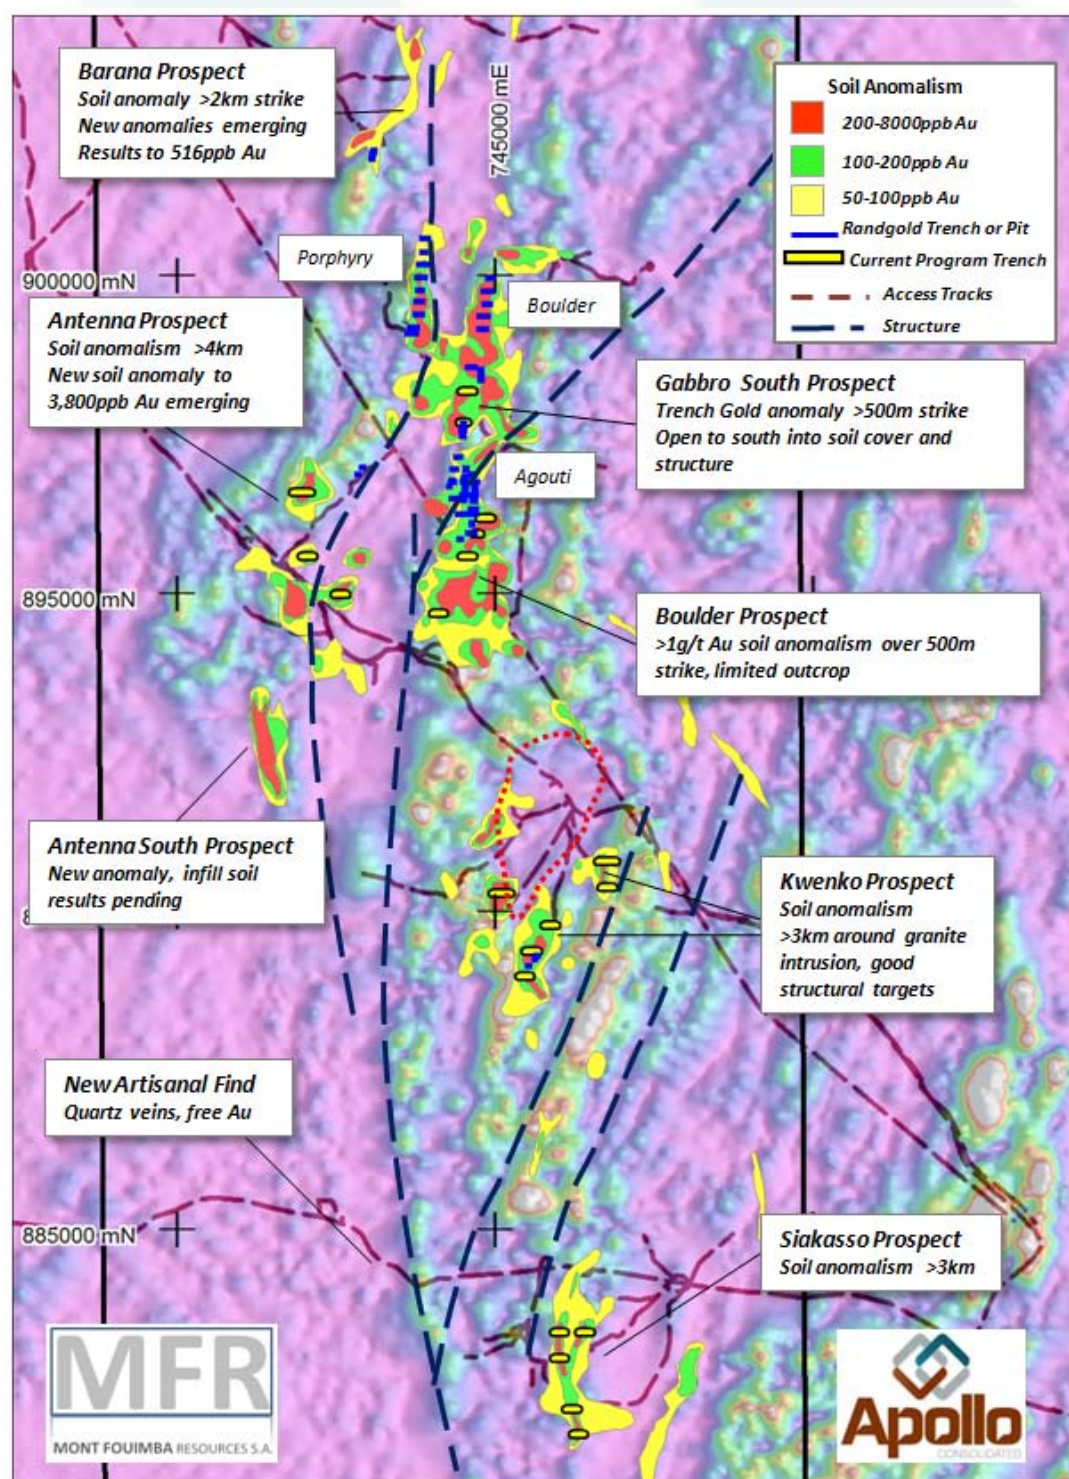 Barana Prospect
Soil anomaly >2km strike
New anomalies emerging
Results to 516ppb Au
745000 mE
Soil Anomalism
200-8000ppb Au
100-200ppb Au
50-100ppb Au
Randgold Trench or Pit
Current Program Trench
Access Tracks
Structure
Porphyry
900000 mN
Boulder
Antenna Prospect
Soil anomalism >4km
New soil anomaly to
3,800ppb Au emerging
Gabbro South Prospect
Trench Gold anomaly >500m strike
Open to south into soil cover and
structure
Agouti
895000 mN
Boulder Prospect
>1g/t Au soil anomalism over 500m
strike, limited outcrop
Antenna South Prospect
New anomaly, infill soil
results pending
Kwenko Prospect
Soil anomalism
>3km around granite
intrusion, good
structural targets
New Artisanal Find
Quartz veins, free Au
885000 mN
Siakasso Prospect
Soil anomalism >3km
MFR
MONT FOUIMBA RESOURCES S.A.
Apollo
CONSOLIDATED